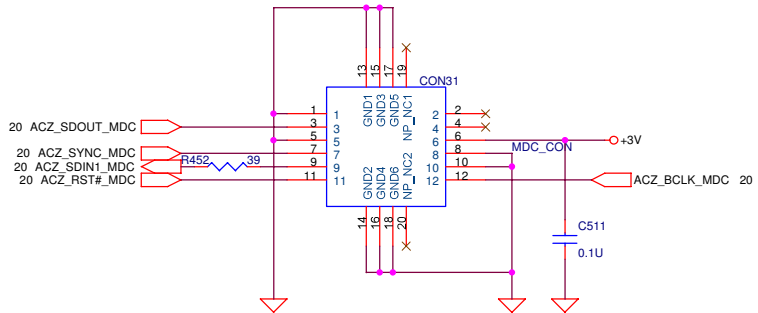 13 15 17 19
CON31
GND1 GND3 GND5 NP_NC1
1 1 2 2
20 ACZ_SDOUT_MDC 3 3 4 4
5 5 6 6 +3V
MDC_CON
20 ACZ_SYNC_MDC 7 7 8 8
20 ACZ_SDIN1_MDC R452 39 9 9 10 10
20 ACZ_RST#_MDC 11 11 12 12 ACZ_BCLK_MDC 20
GND2 GND4 GND6 NP_NC2
14 16 18 20
C511
0.1U